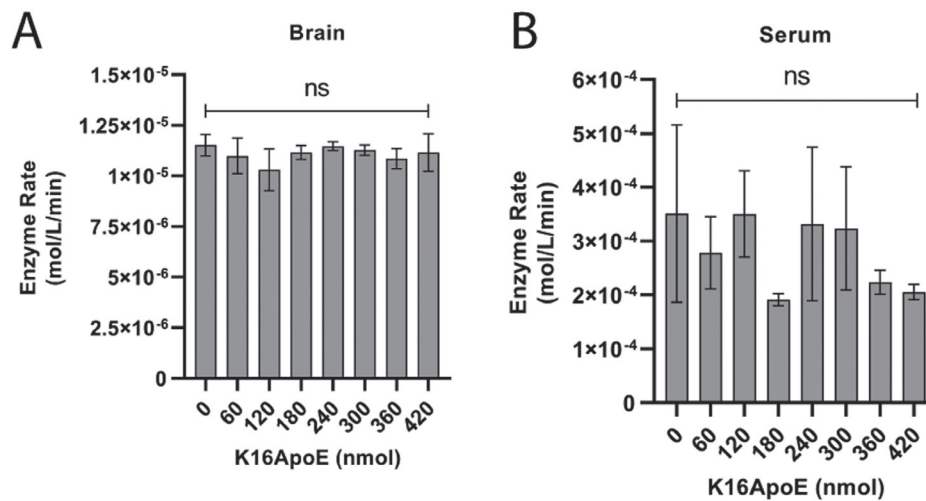 A
Brain
1.5×10⁻⁵
ns
1.25×10⁻⁵
1×10⁻⁵
7.5×10⁻⁶
5×10⁻⁶
2.5×10⁻⁶
0
Enzyme Rate
(mol/L/min)
0 60 120 180 240 300 360 420
K16ApoE (nmol)
B
Serum
6×10⁻⁴
ns
5×10⁻⁴
4×10⁻⁴
3×10⁻⁴
2×10⁻⁴
1×10⁻⁴
0
Enzyme Rate
(mol/L/min)
0 60 120 180 240 300 360 420
K16ApoE (nmol)